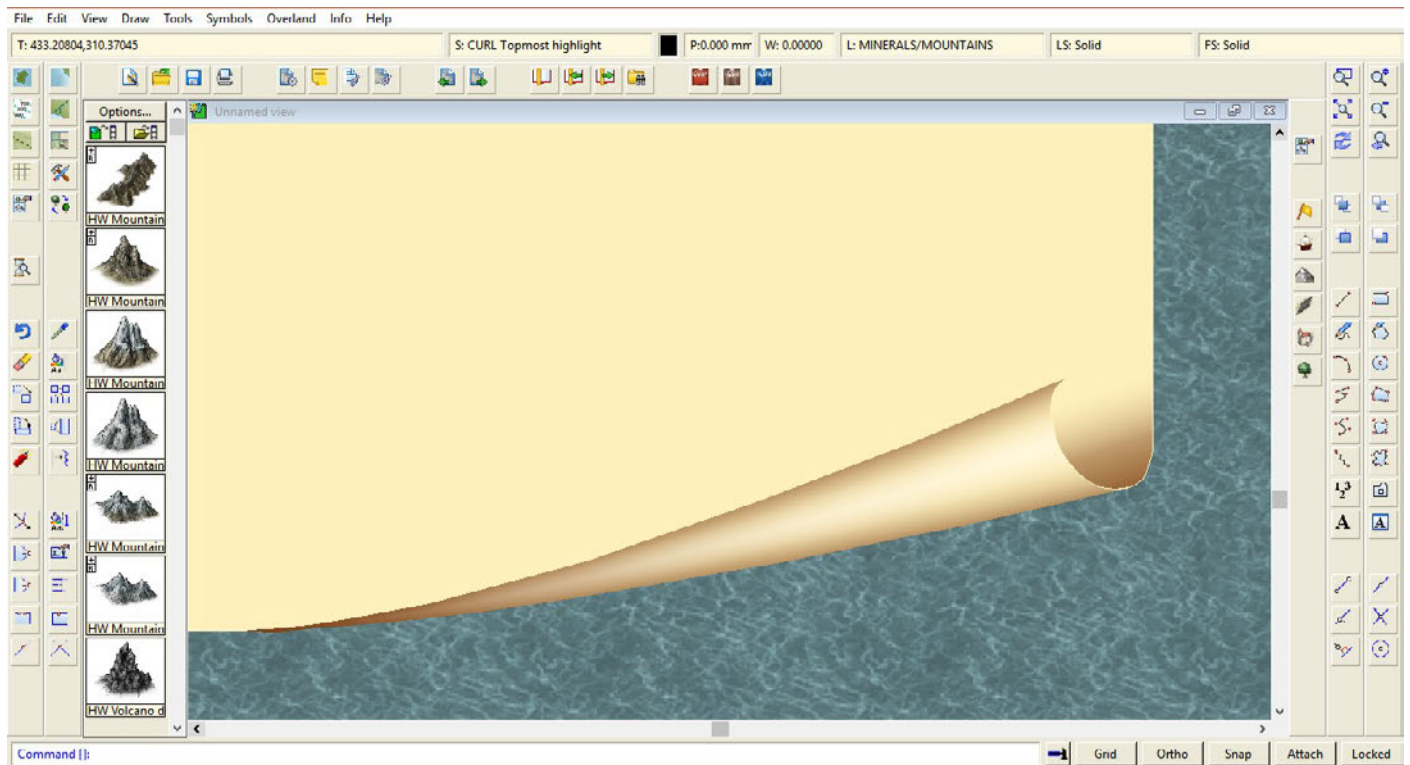 File Edit View Draw Tools Symbols Overland Info Help
T: 433.20804,310.37045 S: CURL Topmost highlight P:0.000 mm W: 0.00000 L: MINERALS/MOUNTAINS LS: Solid FS: Solid
Options...
Unnamed view
HW Mountain
HW Mountain
HW Mountain
HW Mountain
HW Mountain
HW Mountain
HW Volcano d
Command []:
Grid Ortho Snap Attach Locked